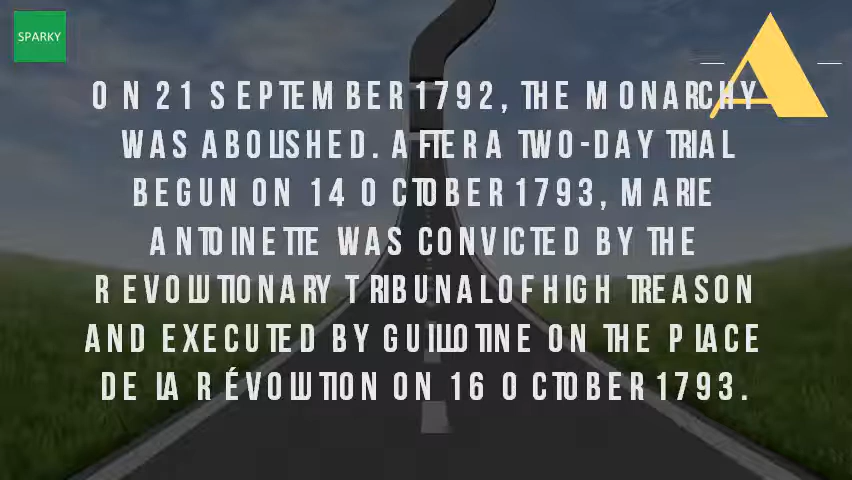 SPARKY
A
ON 21 SEPTEMBER 1792, THE MONARCHY
WAS ABOLISHED. AFTER A TWO-DAY TRIAL
BEGUN ON 14 OCTOBER 1793, MARIE
ANTOINETTE WAS CONVICTED BY THE
REVOLUTIONARY TRIBUNAL OF HIGH TREASON
AND EXECUTED BY GUILLOTINE ON THE PLACE
DE LA RÉVOLUTION ON 16 OCTOBER 1793.